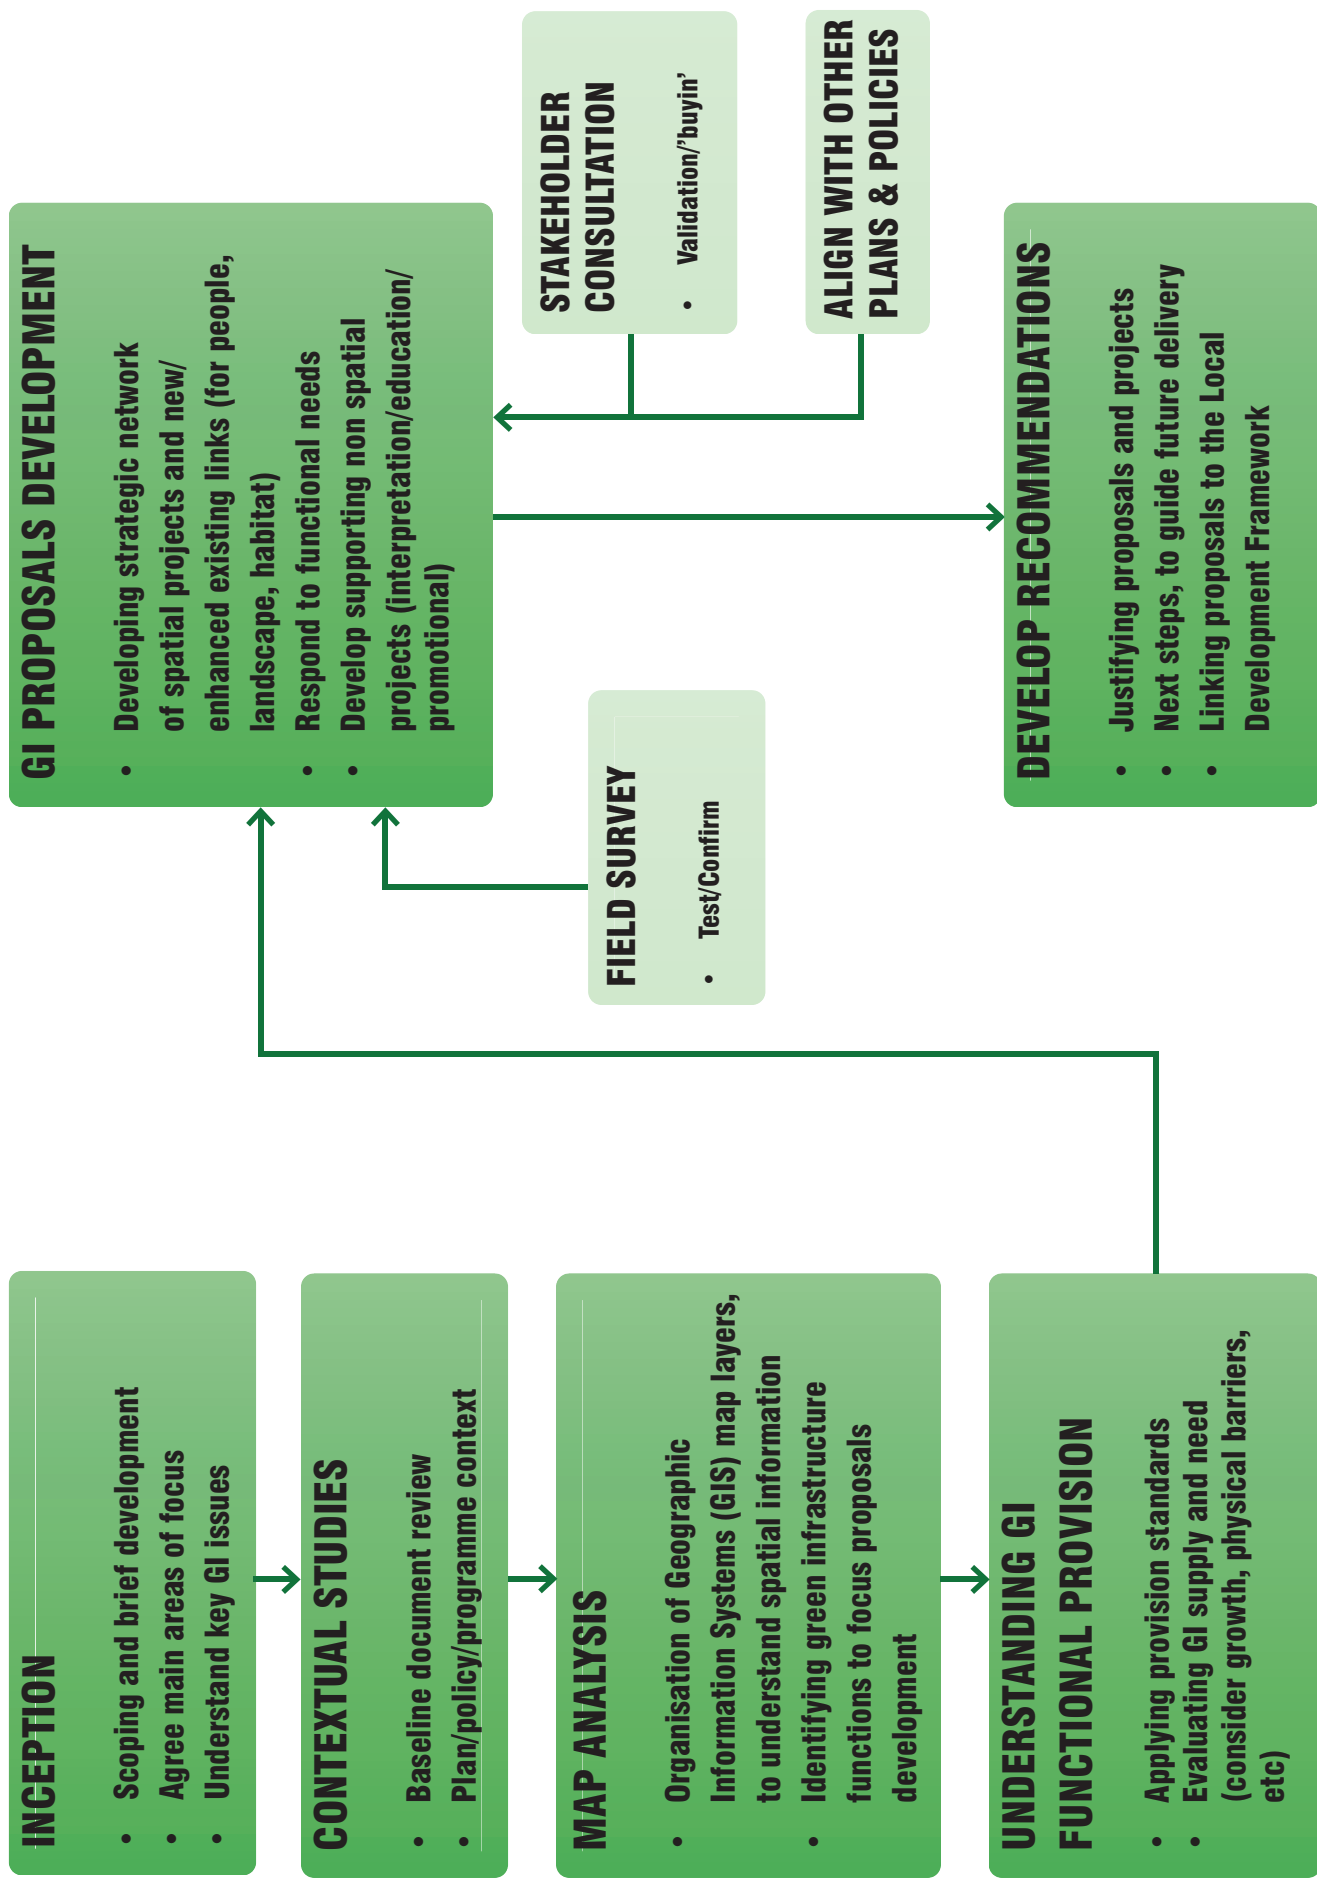 INCEPTION
• Scoping and brief development
• Agree main areas of focus
• Understand key GI issues
CONTEXTUAL STUDIES
• Baseline document review
• Plan/policy/programme context
MAP ANALYSIS
• Organisation of Geographic
Information Systems (GIS) map layers,
to understand spatial information
• Identifying green infrastructure
functions to focus proposals
development
UNDERSTANDING GI
FUNCTIONAL PROVISION
• Applying provision standards
• Evaluating GI supply and need
(consider growth, physical barriers,
etc)
GI PROPOSALS DEVELOPMENT
• Developing strategic network
of spatial projects and new/
enhanced existing links (for people,
landscape, habitat)
• Respond to functional needs
• Develop supporting non spatial
projects (interpretation/education/
promotional)
FIELD SURVEY
• Test/Confirm
STAKEHOLDER
CONSULTATION
• Validation/’buyin’
ALIGN WITH OTHER
PLANS & POLICIES
DEVELOP RECOMMENDATIONS
• Justifying proposals and projects
• Next steps, to guide future delivery
• Linking proposals to the Local
Development Framework